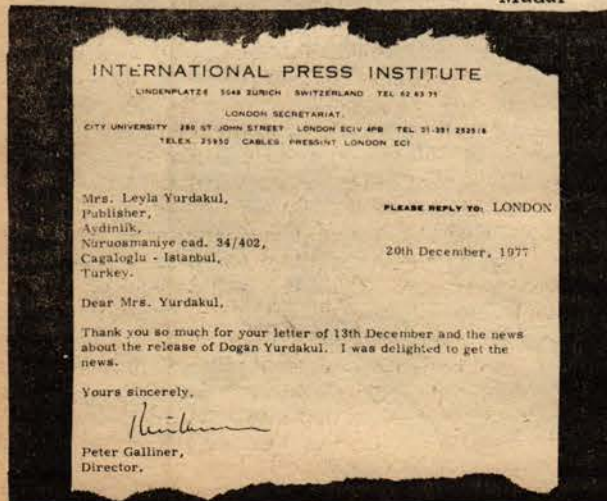 INTERNATIONAL PRESS INSTITUTE
LINDENPLATZ 6 8048 ZURICH SWITZERLAND TEL 62 63 71
LONDON SECRETARIAT:
CITY UNIVERSITY 280 ST JOHN STREET LONDON EC1V 4PB TEL 01-251
TELEX 25950 CABLES: PRESSINT LONDON EC1
Mrs. Leyla Yurdakul,
Publisher,
Aydinlik,
Nuruosmaniye cad. 34/402,
Cagaloglu - Istanbul,
Turkey.
PLEASE REPLY TO: LONDON
20th December, 1977
Dear Mrs. Yurdakul,
Thank you so much for your letter of 13th December and the news
about the release of Dogan Yurdakul. I was delighted to get the
news.
Yours sincerely,
Peter Galliner,
Director,